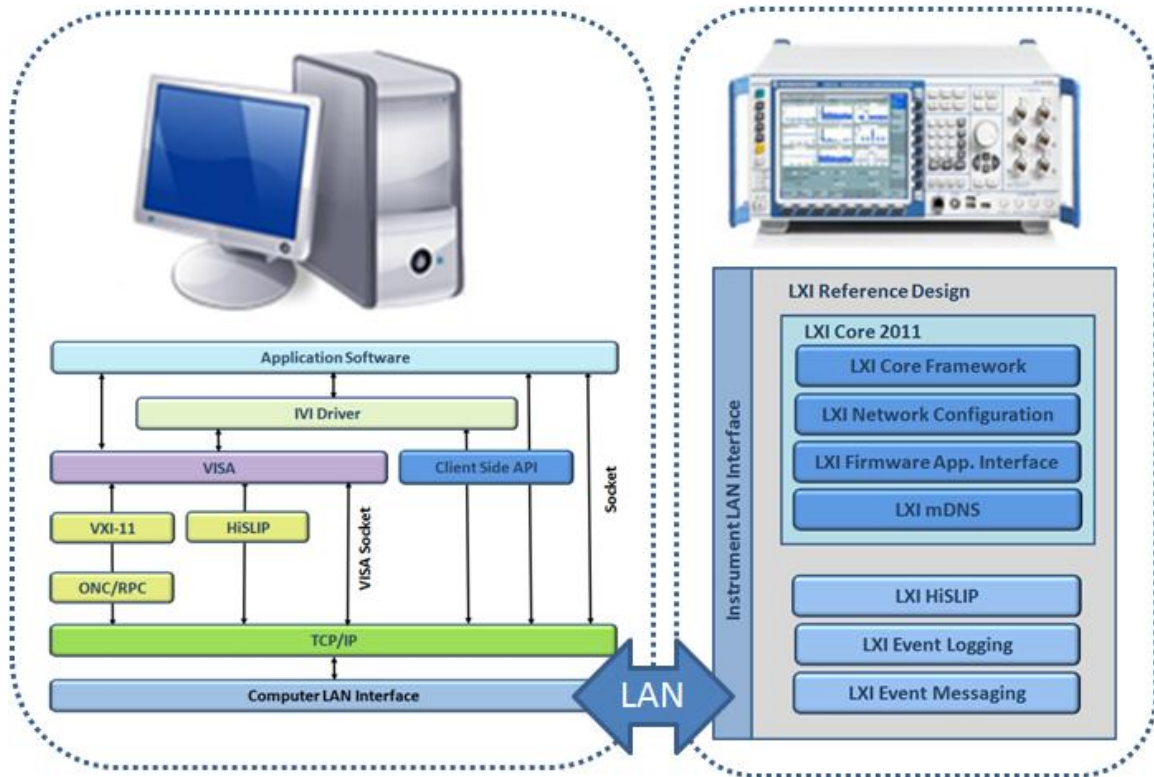 Application Software
IVI Driver
VISA
Client Side API
VXI-11
HiSLIP
ONC/RPC
VISA Socket
Socket
TCP/IP
Computer LAN Interface
LAN
Instrument LAN Interface
LXI Reference Design
LXI Core 2011
LXI Core Framework
LXI Network Configuration
LXI Firmware App. Interface
LXI mDNS
LXI HiSLIP
LXI Event Logging
LXI Event Messaging